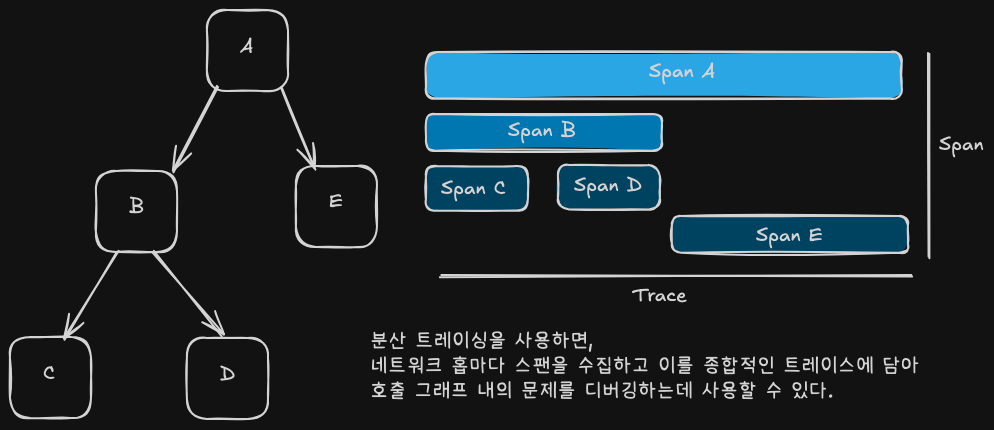 A
B
E
C
D
Span A
Span B
Span C
Span D
Span E
Span
Trace
분산 트레이싱을 사용하면,
네트워크 홉마다 스팬을 수집하고 이를 종합적인 트레이스에 담아
호출 그래프 내의 문제를 디버깅하는데 사용할 수 있다.